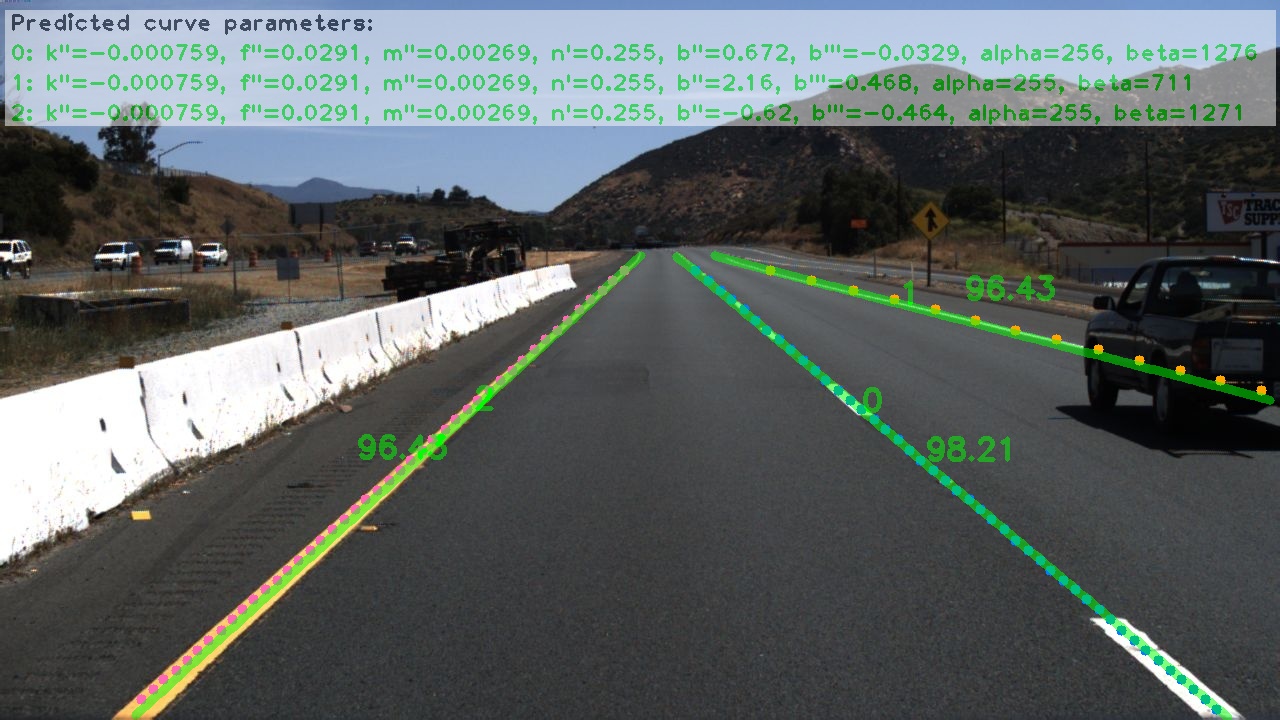 Predicted curve parameters:
0: k''=-0.000759, f''=0.0291, m''=0.00269, n'=0.255, b''=0.672, b'''=-0.0329, alpha=256, beta=1276
1: k''=-0.000759, f''=0.0291, m''=0.00269, n'=0.255, b''=2.16, b'''=0.468, alpha=255, beta=711
2: k''=-0.000759, f''=0.0291, m''=0.00269, n'=0.255, b''=-0.62, b'''=-0.464, alpha=255, beta=1271
TRAC
SUPP
1
96.43
2
0
96.43
98.21